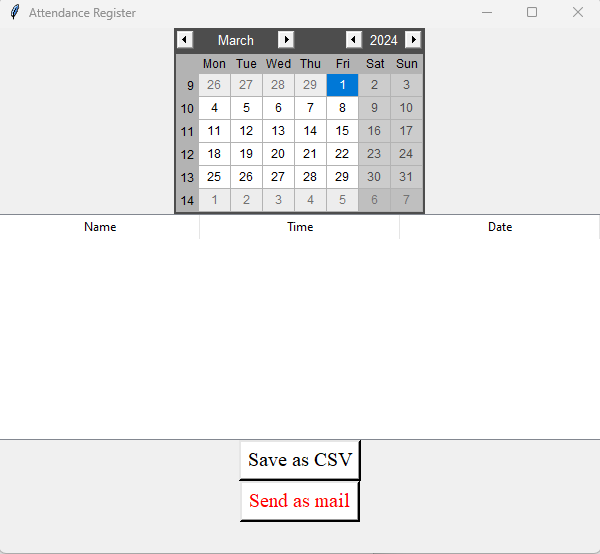 Attendance Register
March 2024
Mon Tue Wed Thu Fri Sat Sun
9 26 27 28 29 1 2 3
10 4 5 6 7 8 9 10
11 11 12 13 14 15 16 17
12 18 19 20 21 22 23 24
13 25 26 27 28 29 30 31
14 1 2 3 4 5 6 7
Name Time Date
Save as CSV
Send as mail